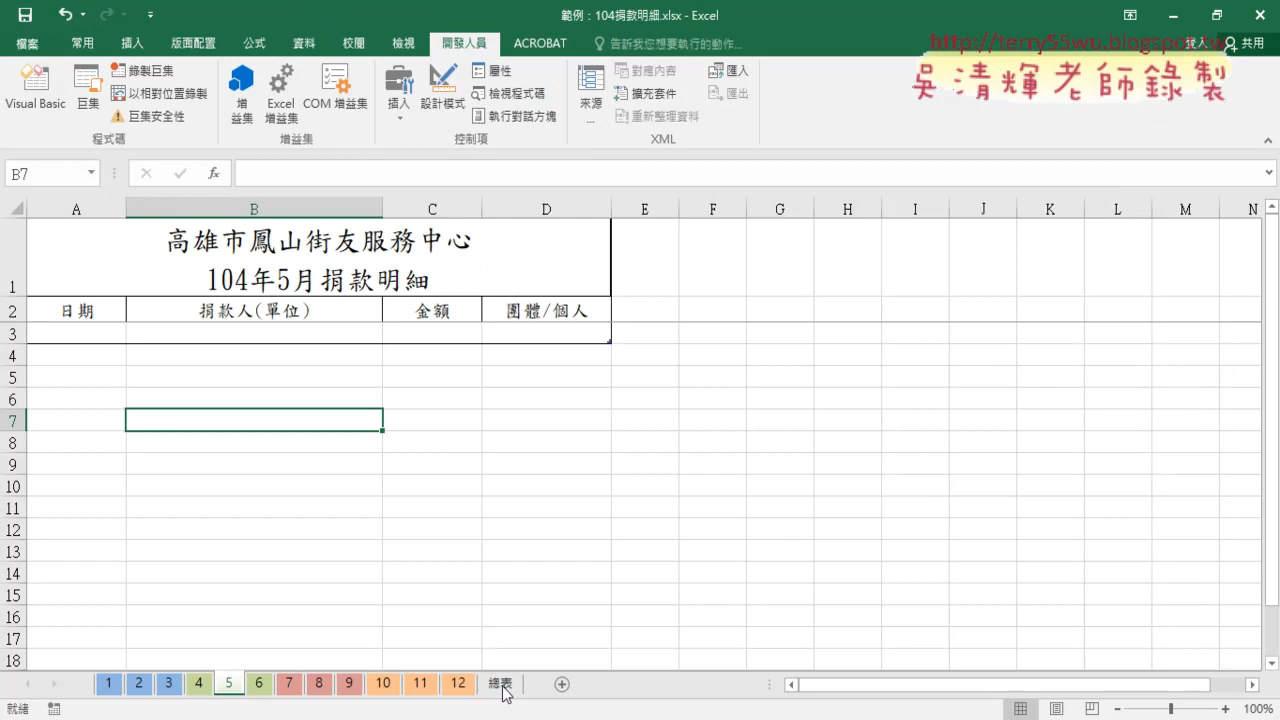 範例：104捐款明細.xlsx - Excel
檔案 常用 插入 版面配置 公式 資料 校閱 檢視 開發人員 ACROBAT 告訴我您想要執行的動作... 登入 共用
http://terry55wu.blogspot.tw
吳清輝老師錄製
Visual Basic 巨集 錄製巨集 以相對位置錄製 巨集安全性 程式碼
增益集 Excel 增益集 COM 增益集 增益集
插入 設計模式 屬性 檢視程式碼 執行對話方塊 控制項
來源... 對應內容 擴充套件 重新整理資料 匯入 匯出 XML
B7 fx
A B C D E F G H I J K L M N
高雄市鳳山街友服務中心
104年5月捐款明細
1
2 日期 捐款人(單位) 金額 團體/個人
3
4
5
6
7
8
9
10
11
12
13
14
15
16
17
18
1 2 3 4 5 6 7 8 9 10 11 12 總表
就緒 100%